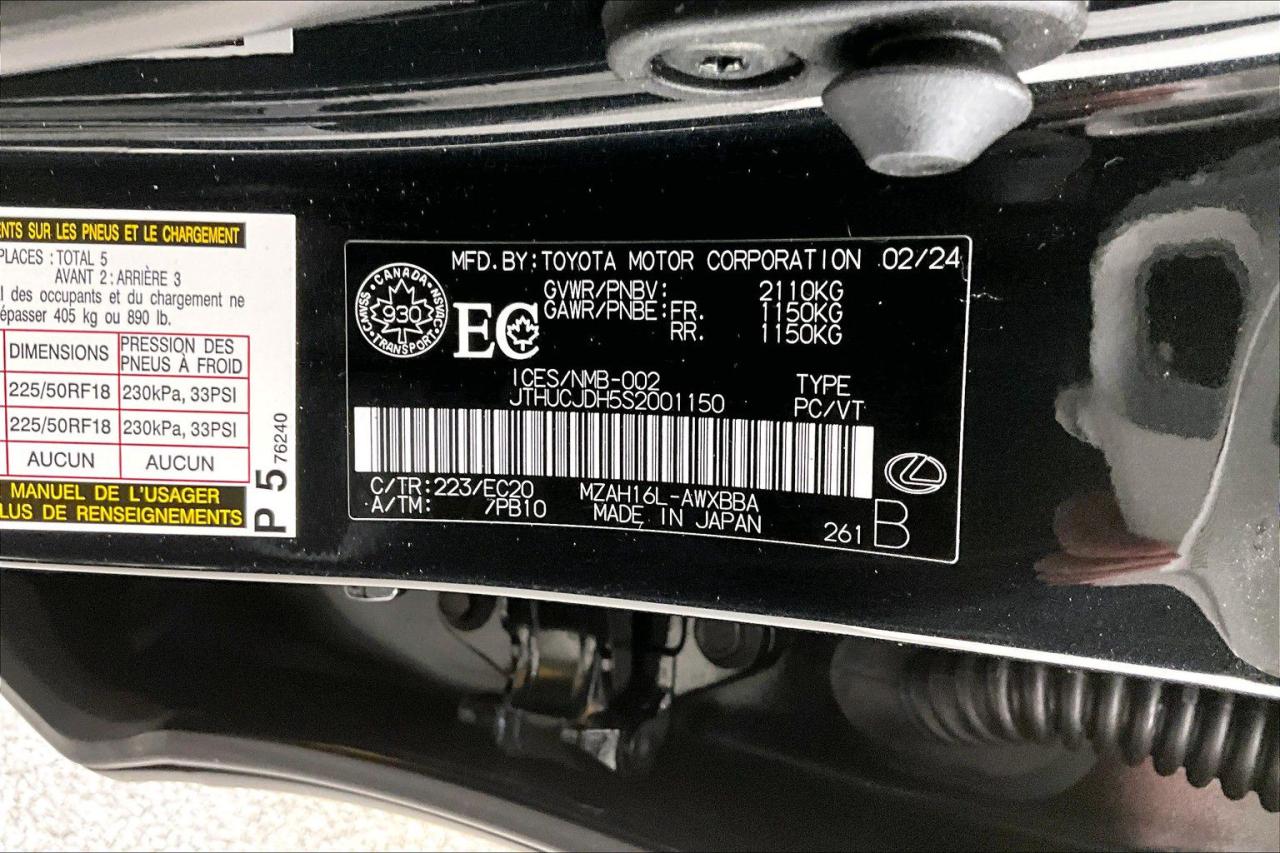 NTS SUR LES PNEUS ET LE CHARGEMENT
PLACES : TOTAL 5
AVANT 2 : ARRIÈRE 3
l des occupants et du chargement ne
épasser 405 kg ou 890 lb.
DIMENSIONS PRESSION DES PNEUS À FROID
225/50RF18 230kPa, 33PSI
225/50RF18 230kPa, 33PSI
AUCUN AUCUN
MANUEL DE L'USAGER
LUS DE RENSEIGNEMENTS
P 5 76240
MFD. BY: TOYOTA MOTOR CORPORATION 02/24
CANADA
CMVSS 930 NSVAC
TRANSPORT
EC
GVWR/PNBV: 2110KG
GAWR/PNBE: FR. 1150KG
RR. 1150KG
ICES/NMB-002 TYPE
JTHUCJDH5S2001150 PC/VT
C/TR: 223/EC20 MZAH16L-AWXBBA
A/TM: 7PB10 MADE IN JAPAN
261 B